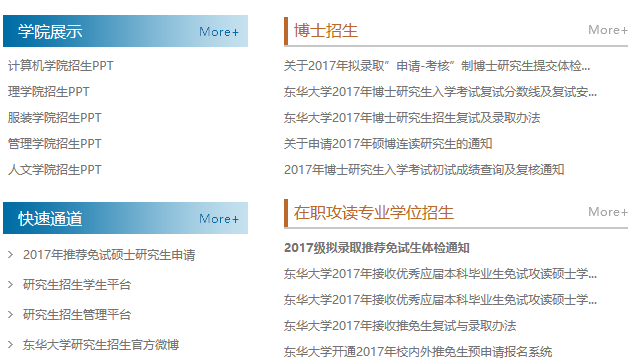 学院展示
More+
计算机学院招生PPT
理学院招生PPT
服装学院招生PPT
管理学院招生PPT
人文学院招生PPT
快速通道
More+
2017年推荐免试硕士研究生申请
研究生招生学生平台
研究生招生管理平台
东华大学研究生招生官方微博
博士招生
More+
关于2017年拟录取”申请-考核”制博士研究生提交体检...
东华大学2017年博士研究生入学考试复试分数线及复试安...
东华大学2017年博士研究生招生复试及录取办法
关于申请2017年硕博连读研究生的通知
2017年博士研究生入学考试初试成绩查询及复核通知
在职攻读专业学位招生
More+
2017级拟录取推荐免试生体检通知
东华大学2017年接收优秀应届本科毕业生免试攻读硕士学...
东华大学2017年接收优秀应届本科毕业生免试攻读硕士学...
东华大学2017年接收推免生复试与录取办法
东华大学开通2017年校内外推免生预申请报名系统